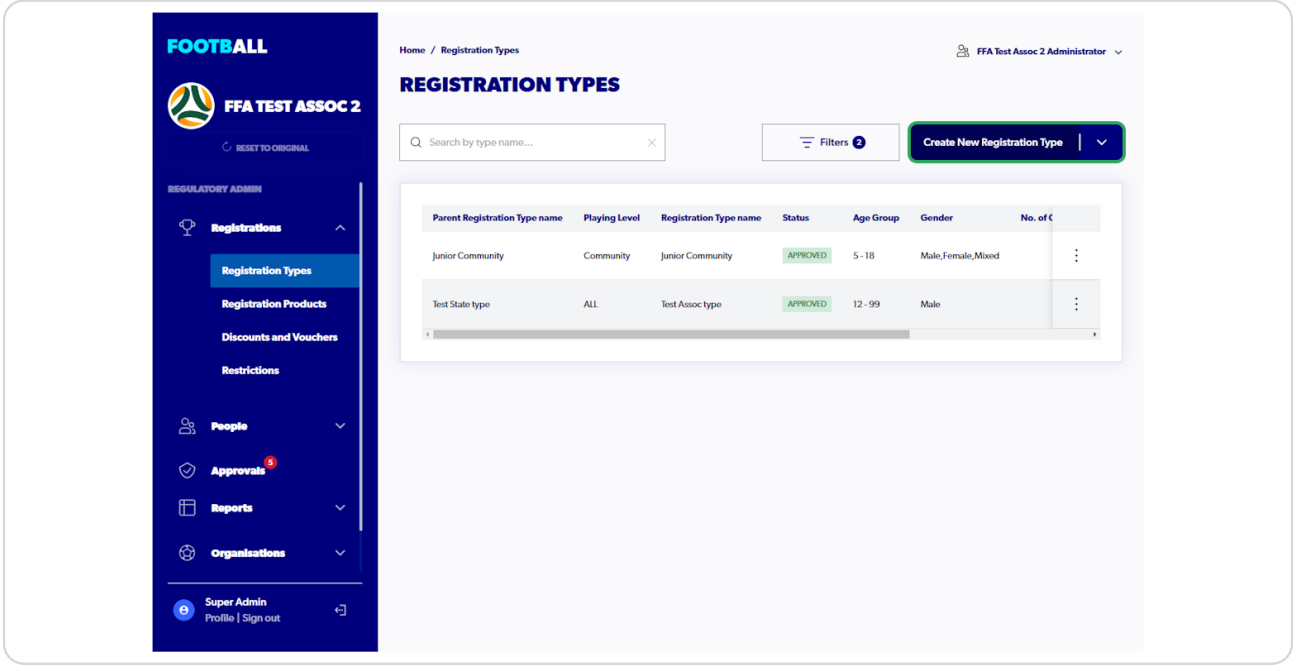 FOOTBALL
FFA TEST ASSOC 2
RESET TO ORIGINAL
REGULATORY ADMIN
Registrations
Registration Types
Registration Products
Discounts and Vouchers
Restrictions
People
Approvals 5
Reports
Organisations
Super Admin
Profile | Sign out
Home / Registration Types
FFA Test Assoc 2 Administrator
REGISTRATION TYPES
Search by type name...
Filters 2
Create New Registration Type
Parent Registration Type name Playing Level Registration Type name Status Age Group Gender No. of
Junior Community Community Junior Community APPROVED 5 - 18 Male,Female,Mixed
Test State type ALL Test Assoc type APPROVED 12 - 99 Male